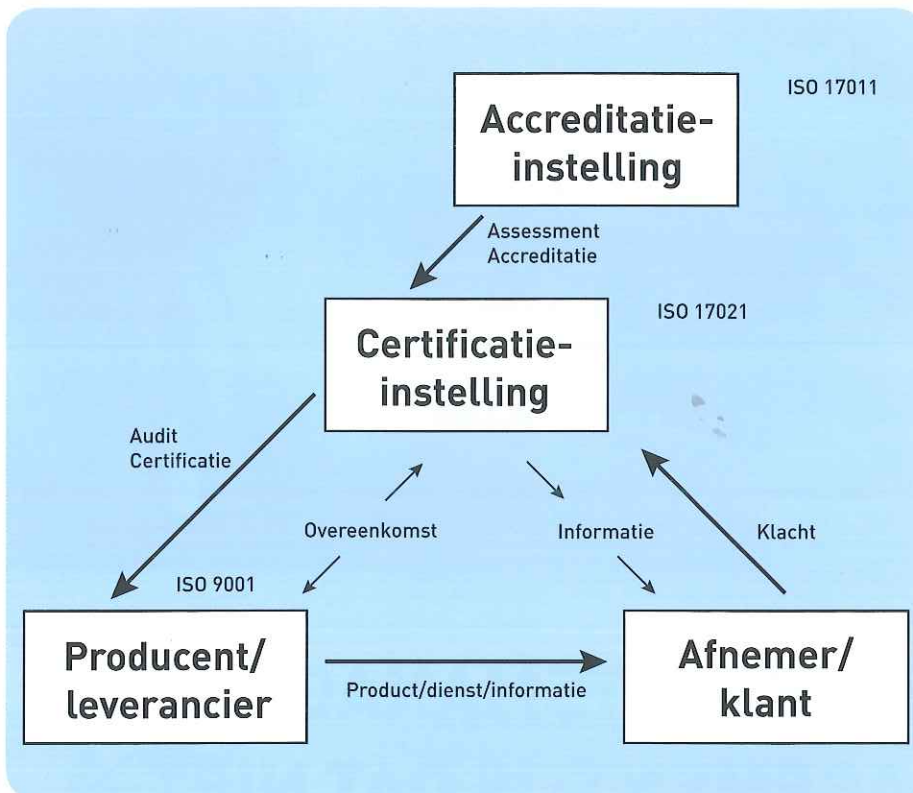 ISO 17011
Accreditatie-
instelling
Assessment
Accreditatie
ISO 17021
Certificatie-
instelling
Audit
Certificatie
Overeenkomst
Informatie
Klacht
ISO 9001
Producent/
leverancier
Product/dienst/informatie
Afnemer/
klant